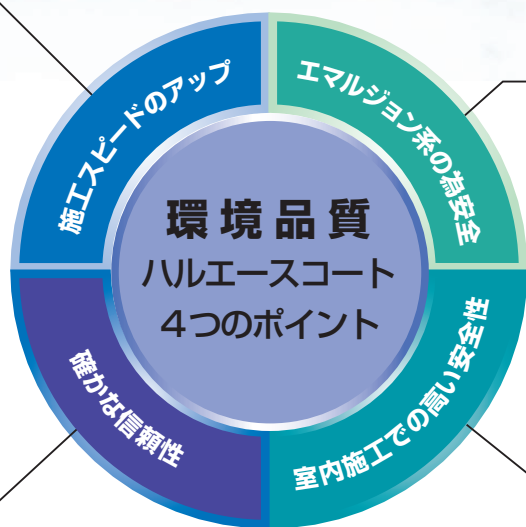 環境品質
ハルエースコート
4つのポイント
施工スピードのアップ
エマルジョン系の為安全
確かな信頼性
室内施工での高い安全性